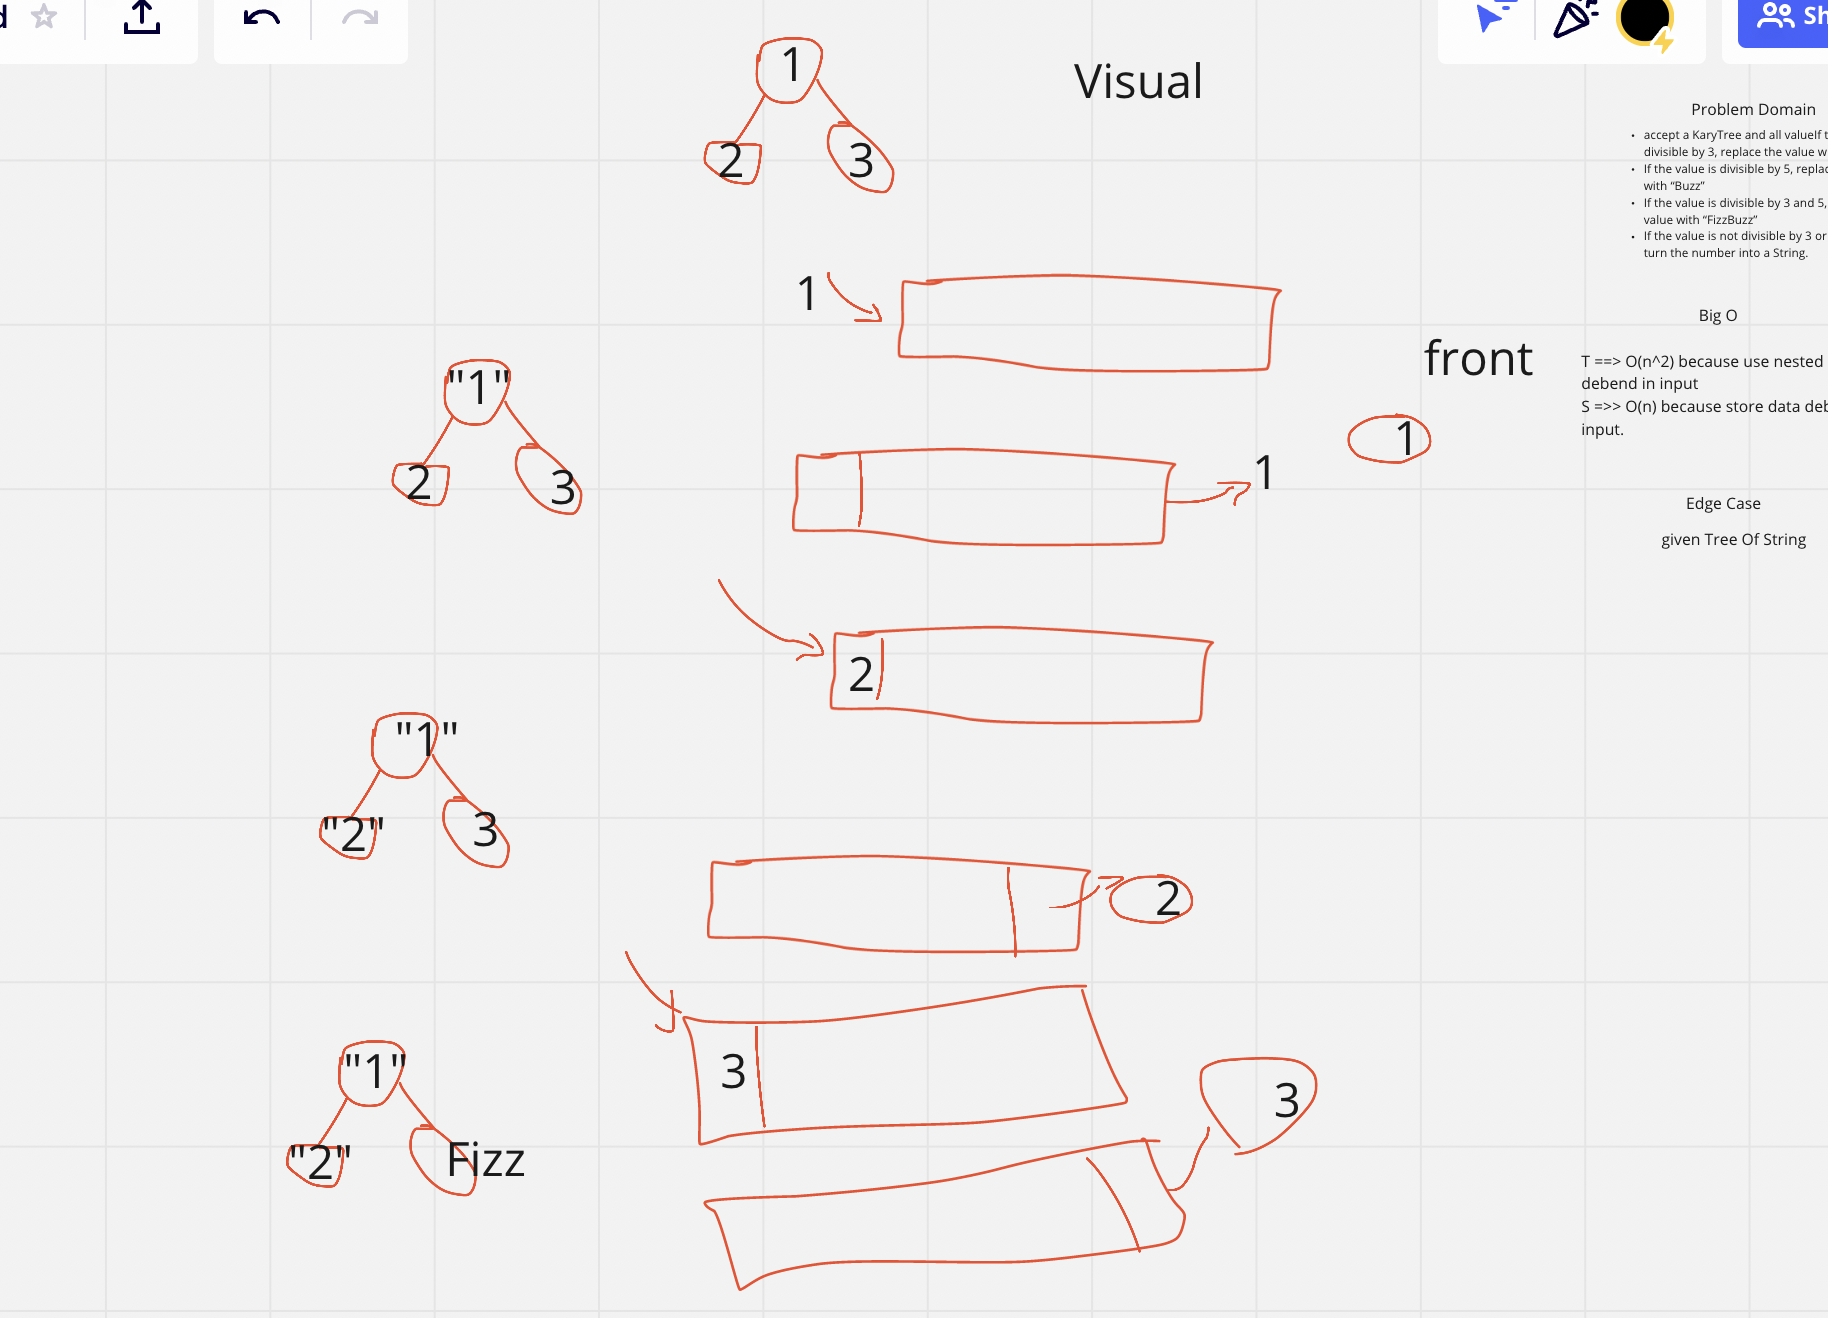 d
Sh
1
Visual
2
3
Problem Domain
accept a KaryTree and all valueIf t
divisible by 3, replace the value w
If the value is divisible by 5, replac
with “Buzz”
If the value is divisible by 3 and 5,
value with “FizzBuzz”
If the value is not divisible by 3 or
turn the number into a String.
1
Big O
front
T ==> O(n^2) because use nested
debend in input
S =>> O(n) because store data deb
input.
"1"
2
3
1
1
Edge Case
given Tree Of String
2
"1"
"2"
3
2
3
3
"1"
"2"
Fizz